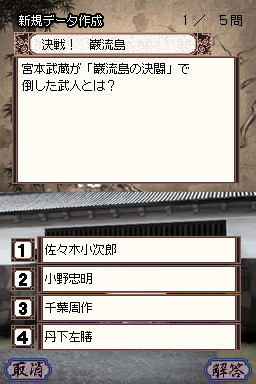 新規データ作成 1／ 5問
決戦！ 巌流島
宮本武蔵が「巌流島の決闘」で
倒した武人とは？
1 佐々木小次郎
2 小野忠明
3 千葉周作
4 丹下左膳
取消 解答